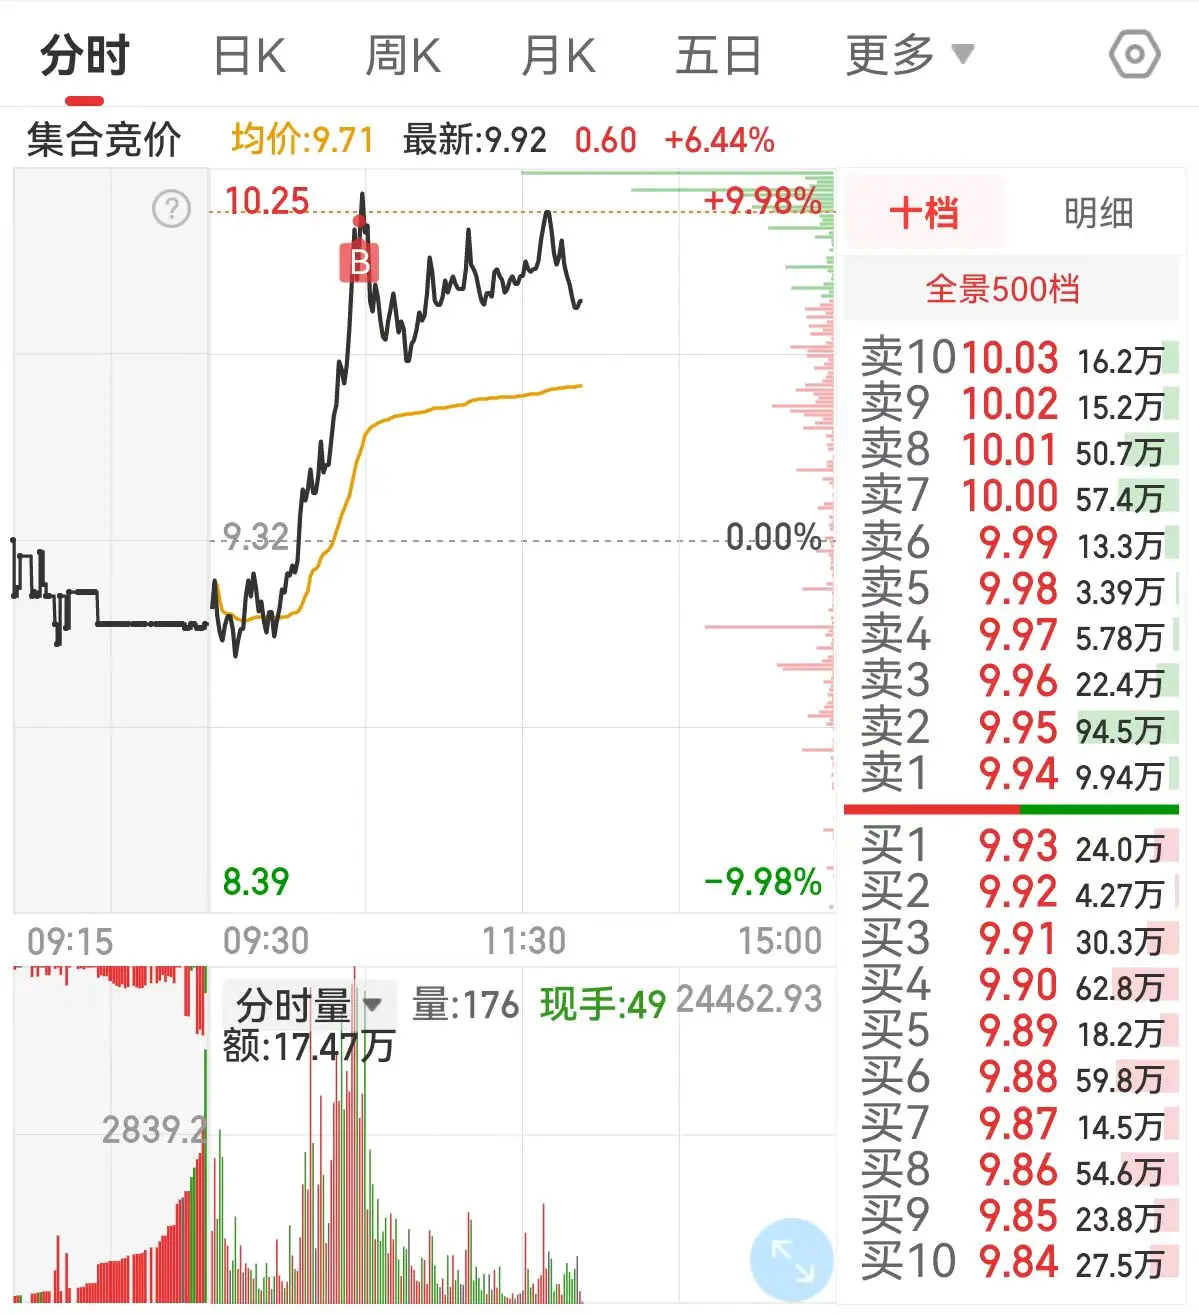 分时 日K 周K 月K 五日 更多
集合竞价 均价:9.71 最新:9.92 0.60 +6.44%
? 10.25 +9.98%
B
9.32 0.00%
8.39 -9.98%
09:15 09:30 11:30 15:00
分时量 量:176 现手:49 24462.93
额:17.47万
2839.2
十档 明细
全景500档
卖10 10.03 16.2万
卖9 10.02 15.2万
卖8 10.01 50.7万
卖7 10.00 57.4万
卖6 9.99 13.3万
卖5 9.98 3.39万
卖4 9.97 5.78万
卖3 9.96 22.4万
卖2 9.95 94.5万
卖1 9.94 9.94万
买1 9.93 24.0万
买2 9.92 4.27万
买3 9.91 30.3万
买4 9.90 62.8万
买5 9.89 18.2万
买6 9.88 59.8万
买7 9.87 14.5万
买8 9.86 54.6万
买9 9.85 23.8万
买10 9.84 27.5万